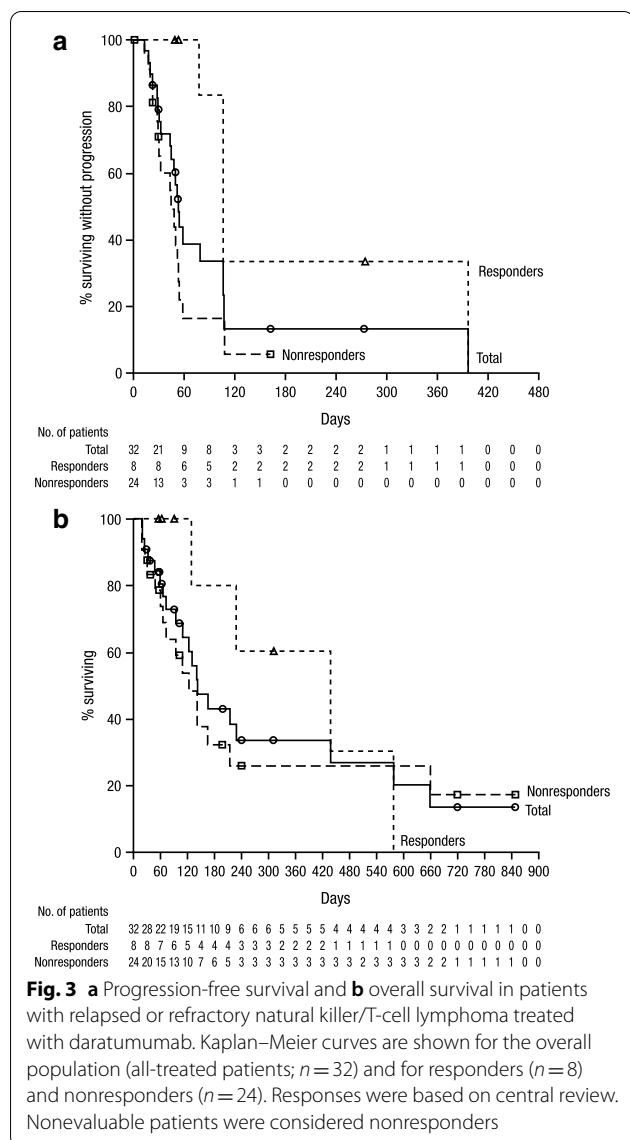 a
100
80
60
40
20
0
% surviving without progression
Responders
Nonresponders
Total
0 60 120 180 240 300 360 420 480
Days
No. of patients
Total 32 21 9 8 3 3 2 2 2 2 1 1 1 1 0 0 0
Responders 8 8 6 5 2 2 2 2 2 2 1 1 1 1 0 0 0
Nonresponders 24 13 3 3 1 1 0 0 0 0 0 0 0 0 0 0 0
b
100
80
60
40
20
0
% surviving
Nonresponders
Total
Responders
0 60 120 180 240 300 360 420 480 540 600 660 720 780 840 900
Days
No. of patients
Total 32 28 22 19 15 11 10 9 6 6 6 5 5 5 5 4 4 4 4 4 3 3 2 2 1 1 1 1 1 0 0
Responders 8 8 7 6 5 4 4 4 3 3 3 2 2 2 2 1 1 1 1 1 0 0 0 0 0 0 0 0 0 0 0
Nonresponders 24 20 15 13 10 7 6 5 3 3 3 3 3 3 3 3 3 2 3 3 3 3 2 2 1 1 1 1 1 0 0
Fig. 3 a Progression-free survival and b overall survival in patients
with relapsed or refractory natural killer/T-cell lymphoma treated
with daratumumab. Kaplan–Meier curves are shown for the overall
population (all-treated patients; n = 32) and for responders (n = 8)
and nonresponders (n = 24). Responses were based on central review.
Nonevaluable patients were considered nonresponders